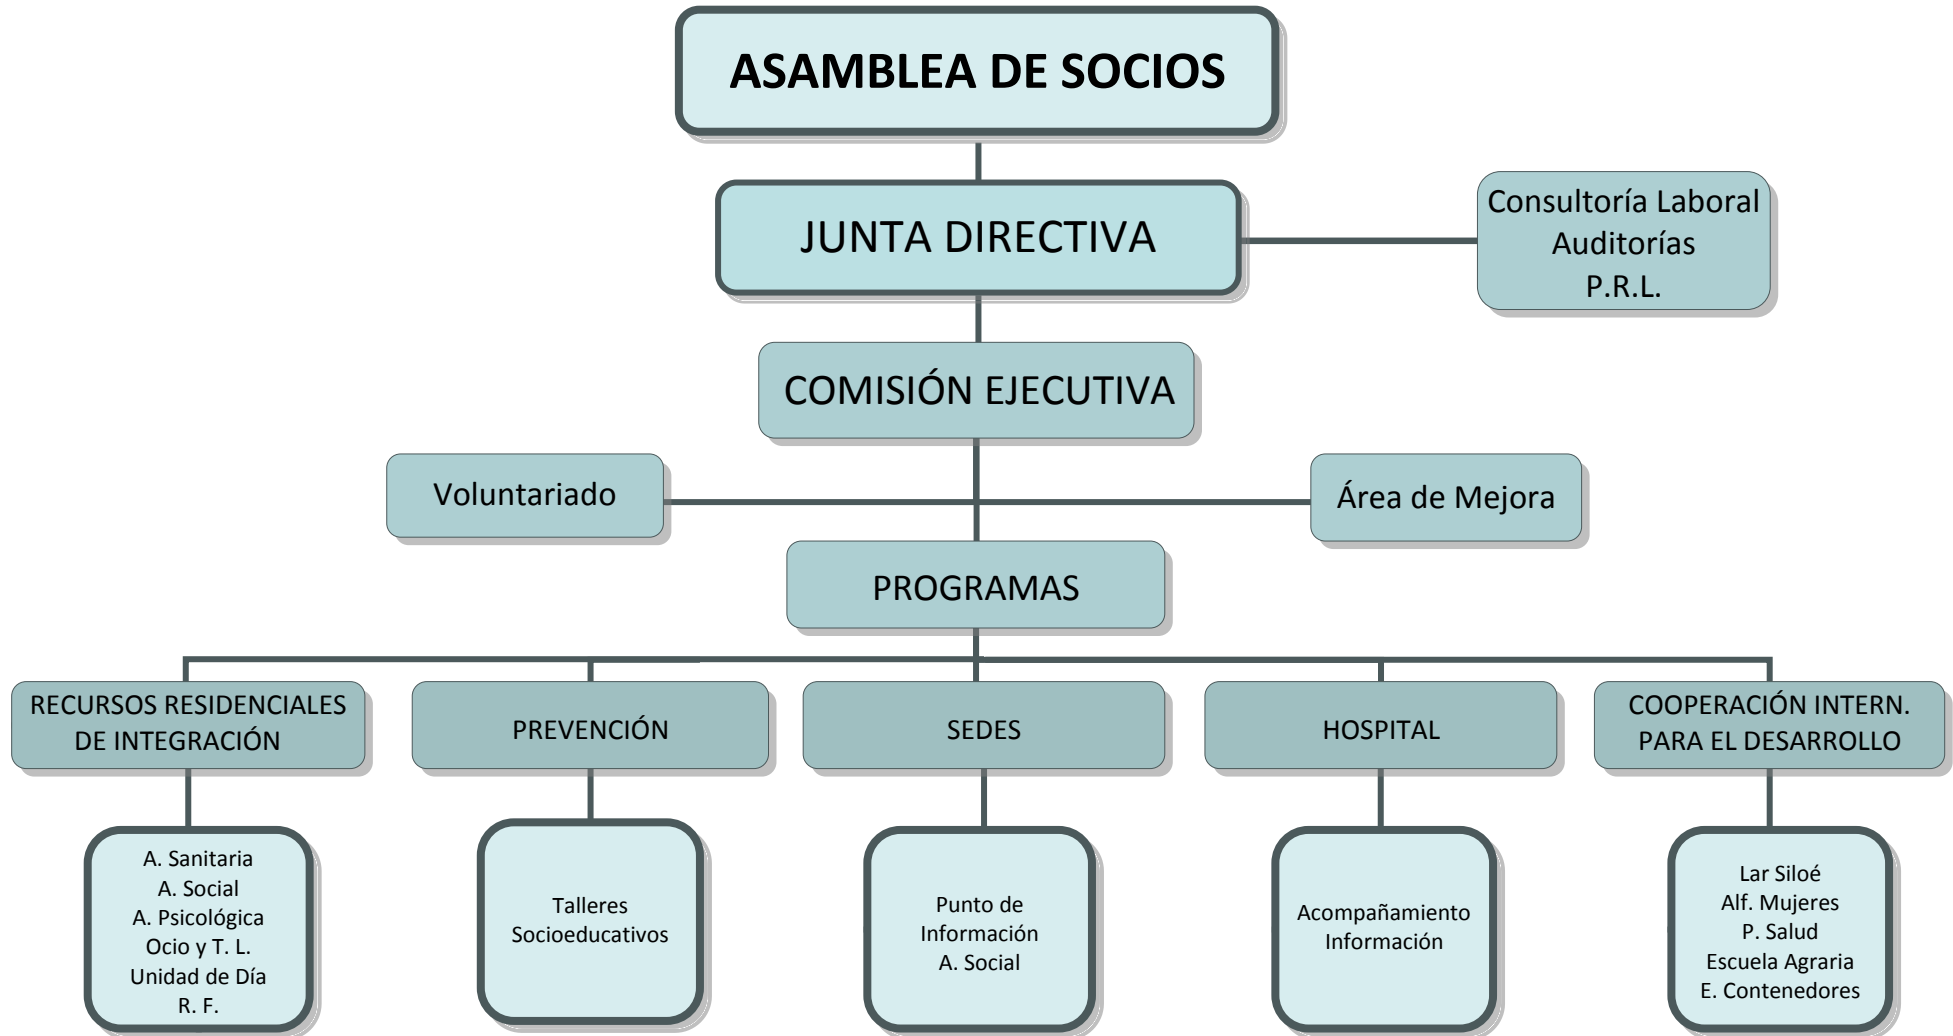 ASAMBLEA DE SOCIOS
JUNTA DIRECTIVA
Consultoría Laboral
Auditorías
P.R.L.
COMISIÓN EJECUTIVA
Voluntariado
Área de Mejora
PROGRAMAS
RECURSOS RESIDENCIALES
DE INTEGRACIÓN
PREVENCIÓN
SEDES
HOSPITAL
COOPERACIÓN INTERN.
PARA EL DESARROLLO
A. Sanitaria
A. Social
A. Psicológica
Ocio y T. L.
Unidad de Día
R. F.
Talleres
Socioeducativos
Punto de
Información
A. Social
Acompañamiento
Información
Lar Siloé
Alf. Mujeres
P. Salud
Escuela Agraria
E. Contenedores